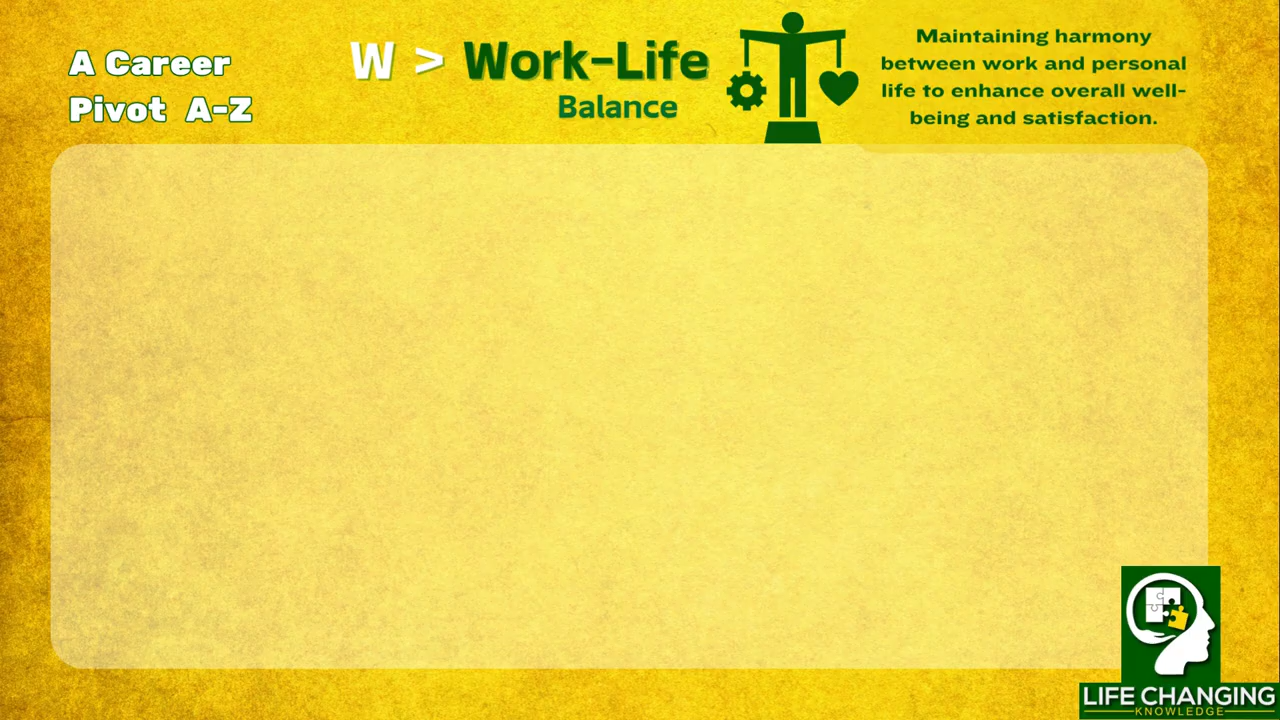 A Career
Pivot A-Z
W > Work-Life
Balance
Maintaining harmony
between work and personal
life to enhance overall well-
being and satisfaction.
LIFE CHANGING
KNOWLEDGE